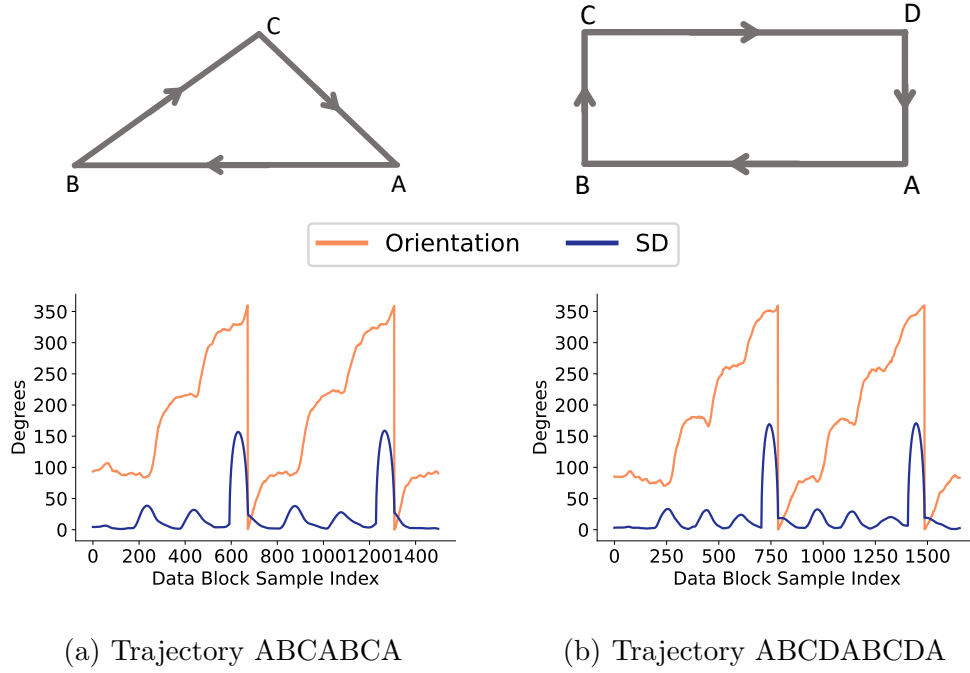 C
B
A
C
D
B
A
Orientation
SD
350
300
250
200
150
100
50
0
Degrees
0
200
400
600
800
1000
1200
1400
Data Block Sample Index
350
300
250
200
150
100
50
0
Degrees
0
250
500
750
1000
1250
1500
Data Block Sample Index
(a) Trajectory ABCABCA
(b) Trajectory ABCDABCDA